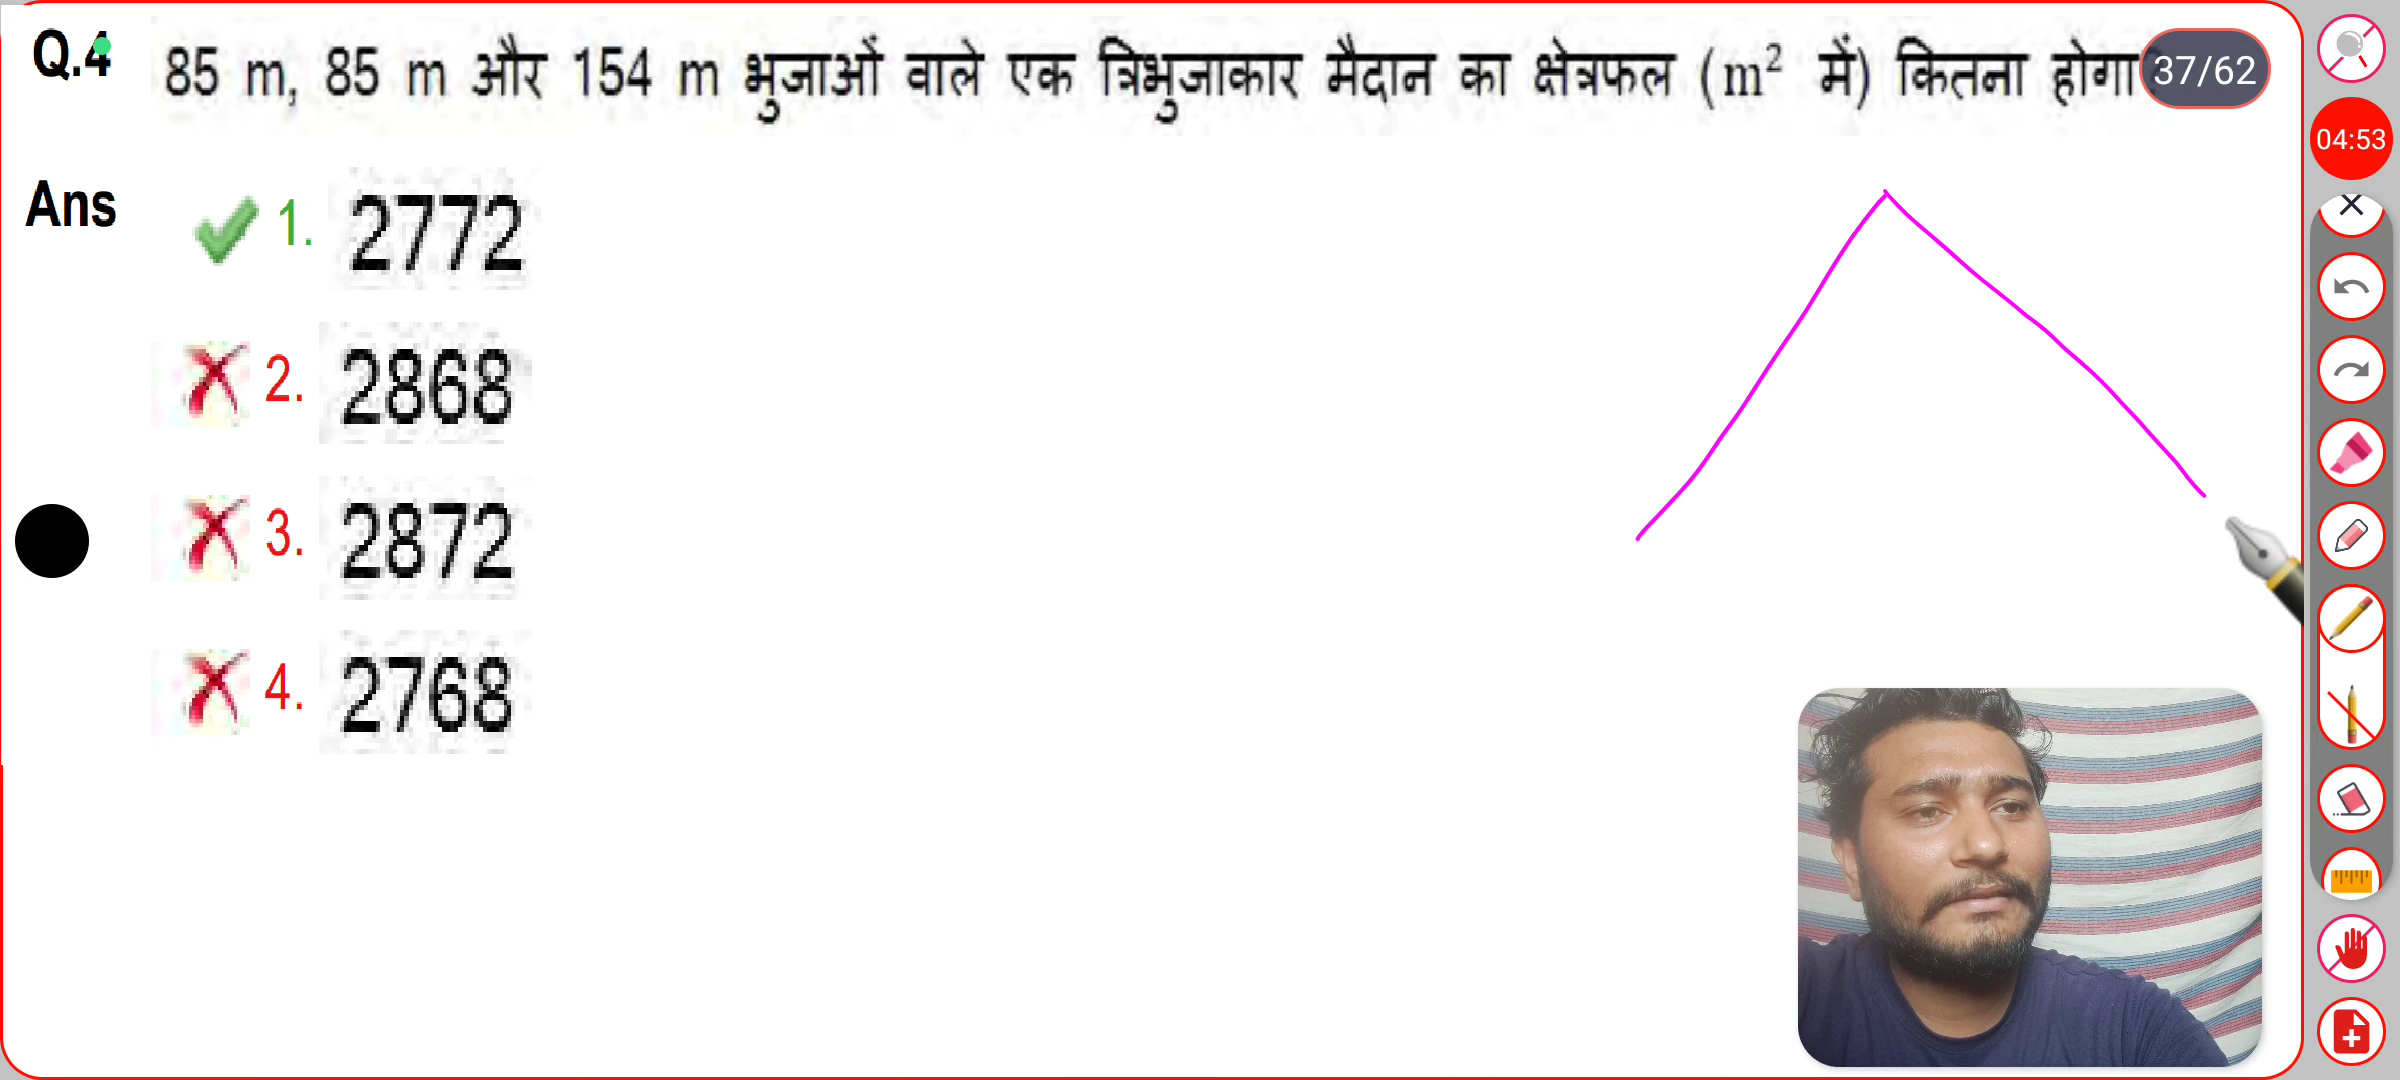 Q.4 85 m, 85 m और 154 m भुजाओं वाले एक त्रिभुजाकार मैदान का क्षेत्रफल (m² में) कितना होगा
37/62
04:53
Ans 1. 2772
2. 2868
3. 2872
4. 2768